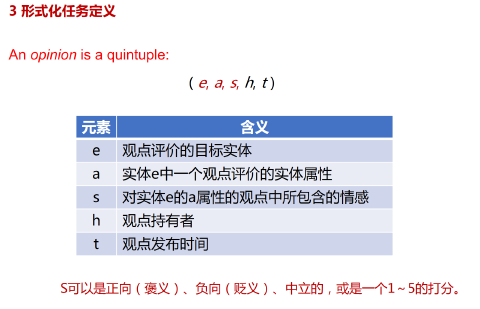 3 形式化任务定义
An opinion is a quintuple:
( e, a, s, h, t )
元素 含义
e 观点评价的目标实体
a 实体e中一个观点评价的实体属性
s 对实体e的a属性的观点中所包含的情感
h 观点持有者
t 观点发布时间
S可以是正向（褒义）、负向（贬义）、中立的，或是一个1～5的打分。